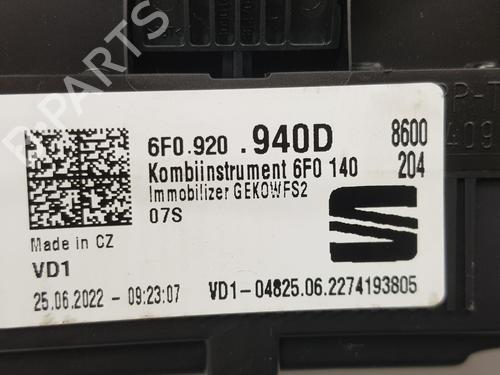 6F0.920 .940D 8600
Kombiinstrument 6F0 140 204
Immobilizer GEKOWFS2
07S
Made in CZ
VD1
25.06.2022 - 09:23:07 VD1-04825.06.2274193805
B-Parts